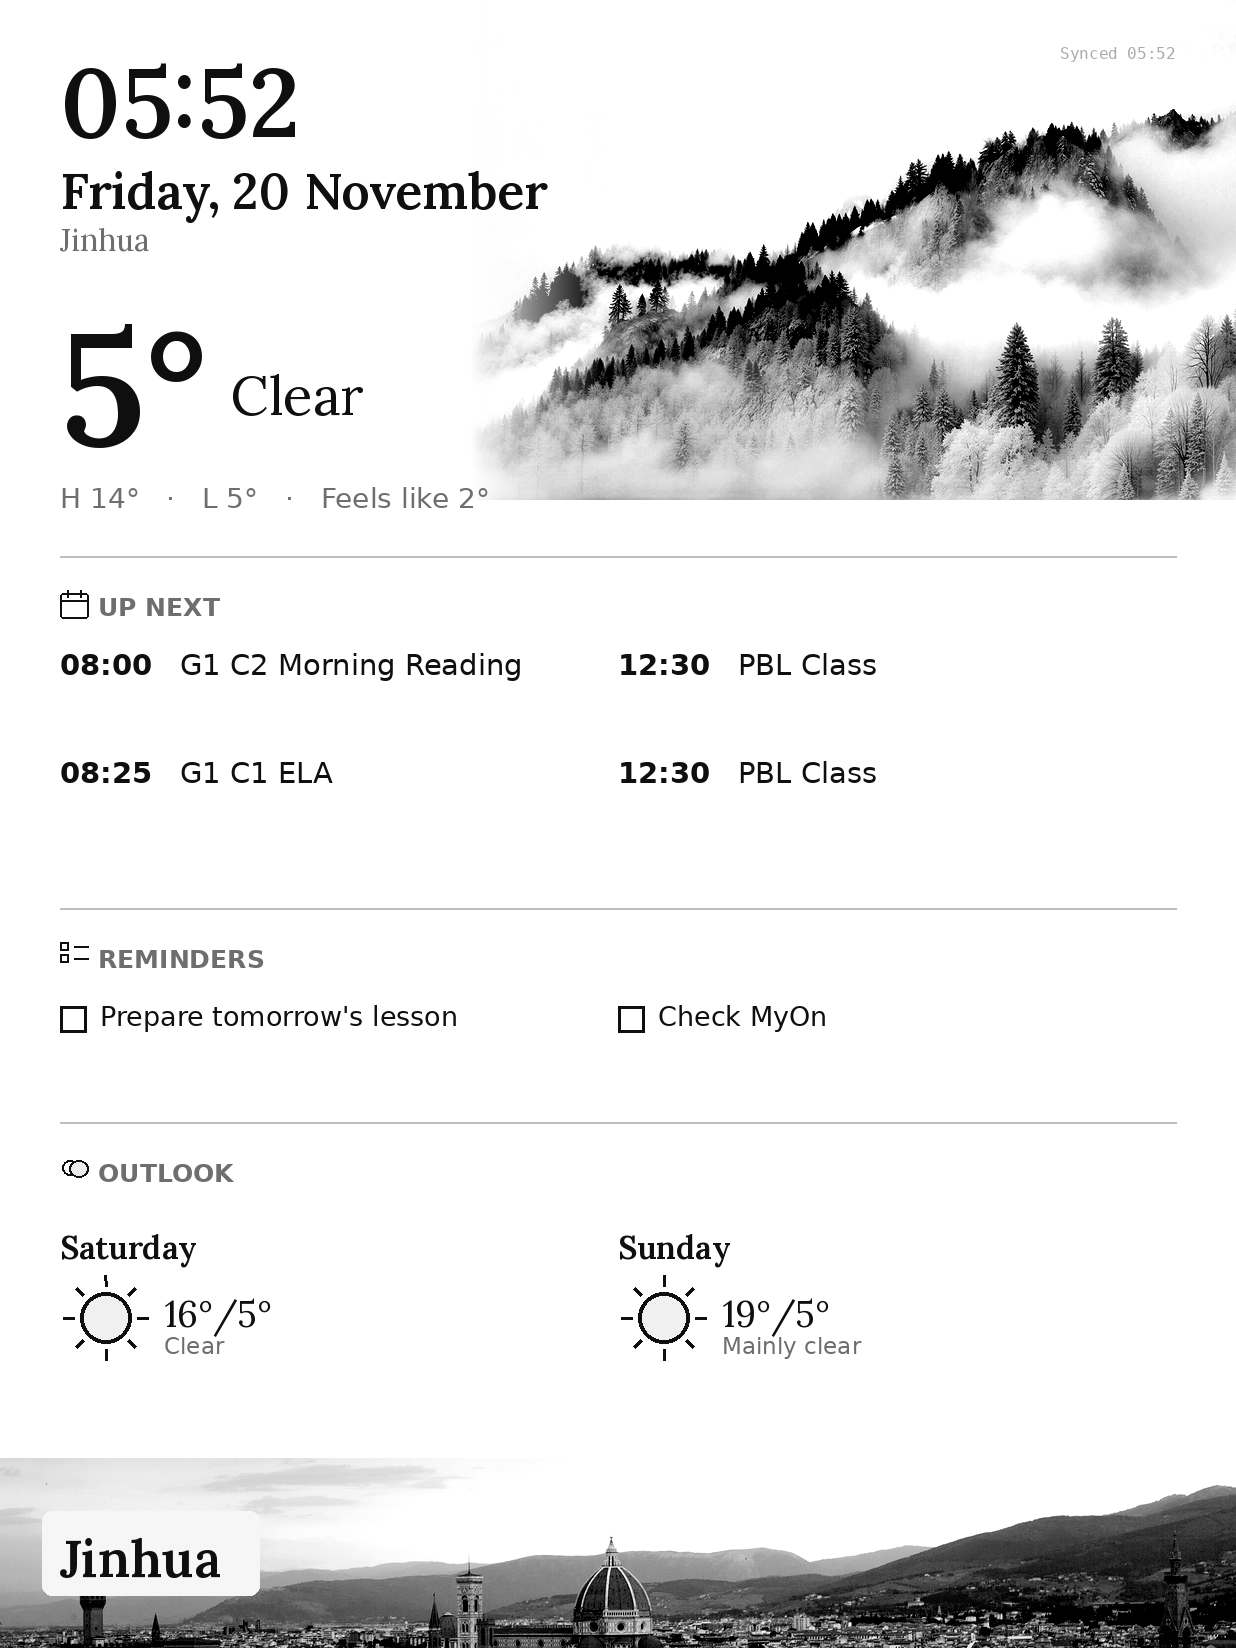 Synced 05:52
05:52
Friday, 20 November
Jinhua
5° Clear
H 14° · L 5° · Feels like 2°
UP NEXT
08:00 G1 C2 Morning Reading
12:30 PBL Class
08:25 G1 C1 ELA
12:30 PBL Class
REMINDERS
Prepare tomorrow's lesson
Check MyOn
OUTLOOK
Saturday
16°/5°
Clear
Sunday
19°/5°
Mainly clear
Jinhua